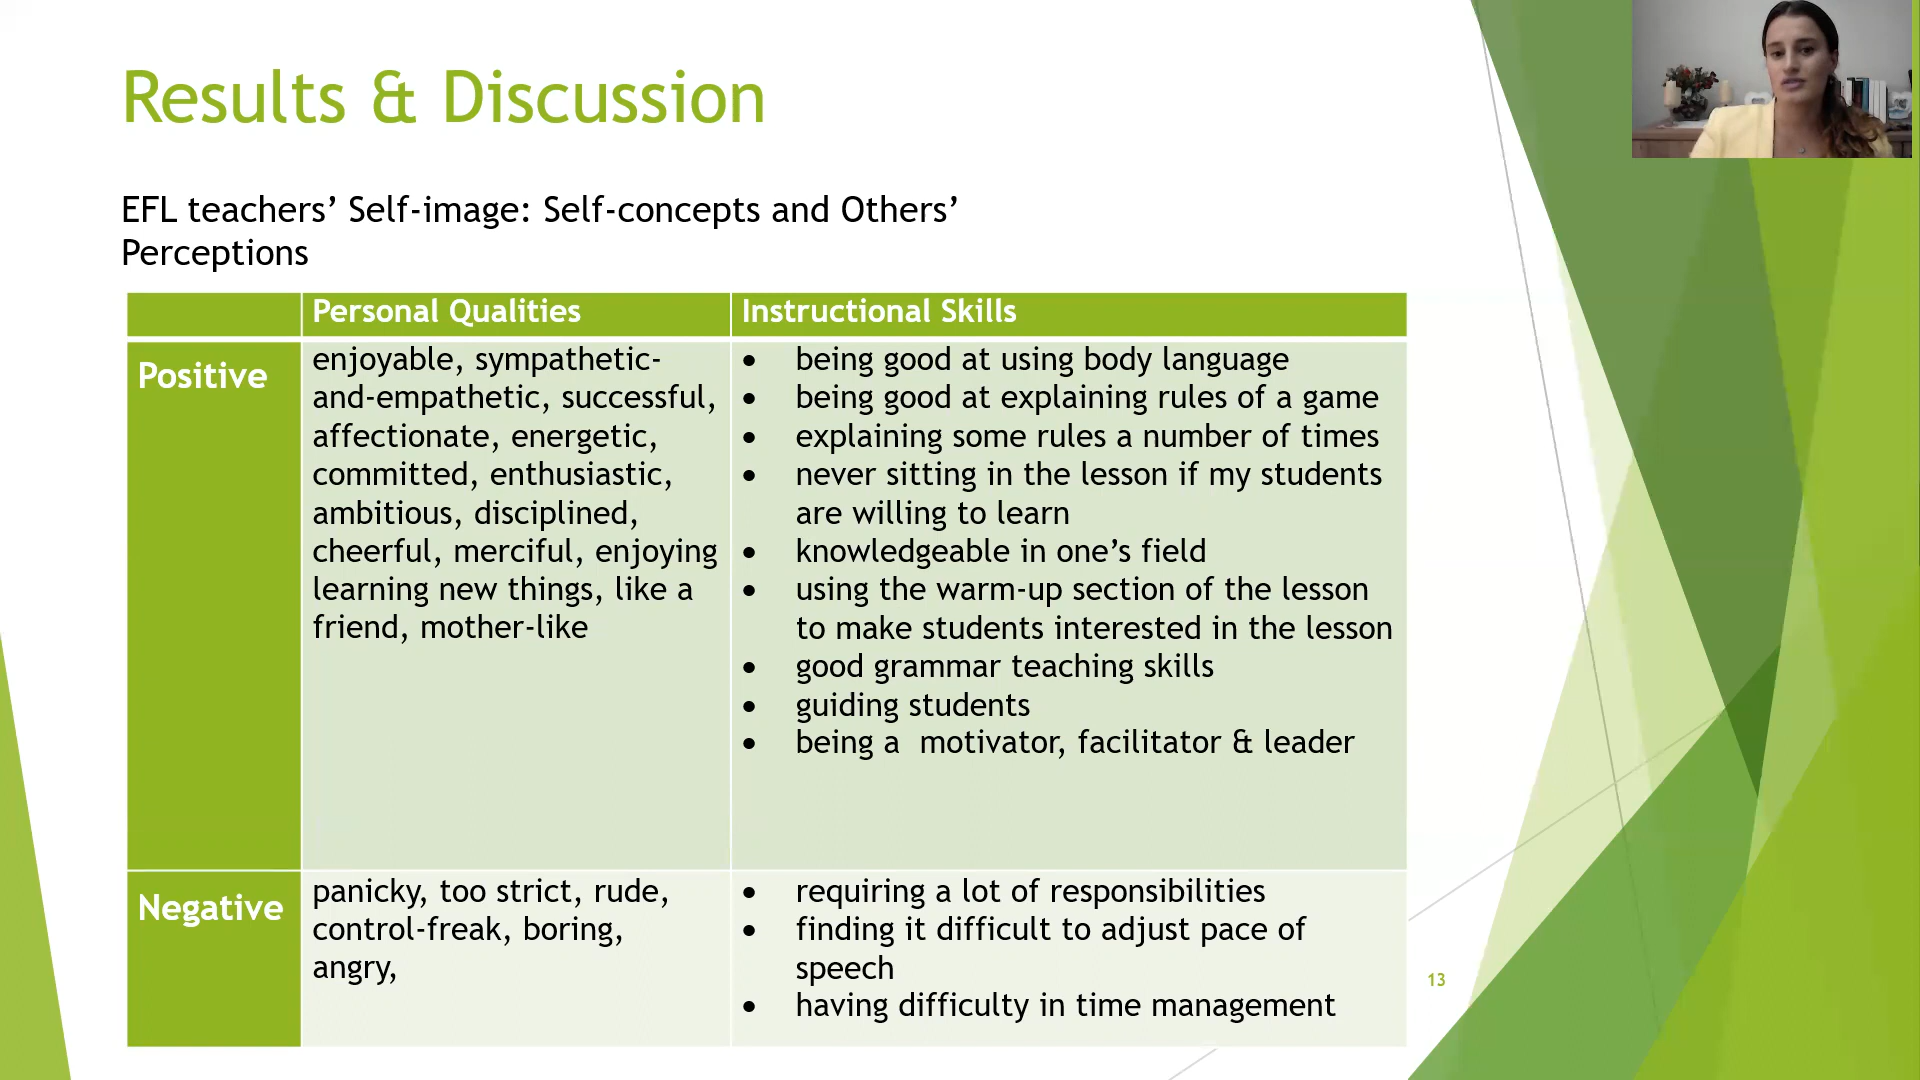 Results & Discussion
EFL teachers’ Self-image: Self-concepts and Others’
Perceptions
Personal Qualities
Instructional Skills
Positive
enjoyable, sympathetic-
and-empathetic, successful,
affectionate, energetic,
committed, enthusiastic,
ambitious, disciplined,
cheerful, merciful, enjoying
learning new things, like a
friend, mother-like
• being good at using body language
• being good at explaining rules of a game
• explaining some rules a number of times
• never sitting in the lesson if my students
are willing to learn
• knowledgeable in one’s field
• using the warm-up section of the lesson
to make students interested in the lesson
• good grammar teaching skills
• guiding students
• being a  motivator, facilitator & leader
Negative
panicky, too strict, rude,
control-freak, boring,
angry,
• requiring a lot of responsibilities
• finding it difficult to adjust pace of
speech
• having difficulty in time management
13